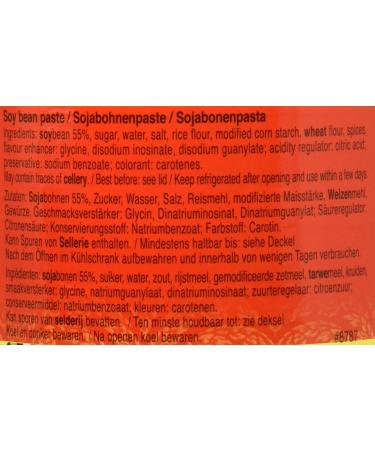 Soy bean paste / Sojabohnenpaste / Sojabonenpasta
Ingredients: soybean 55%, sugar, water, salt, rice flour, modified corn starch, wheat flour, spices,
flavour enhancer: glycine, disodium inosinate, disodium guanylate; acidity regulator: citric acid;
preservative: sodium benzoate; colorant: carotenes.
May contain traces of cellery. / Best before: see lid / Keep refrigerated after opening and use within a few days.
Zutaten: Sojabohnen 55%, Zucker, Wasser, Salz, Reismehl, modifizierte Maisstärke, Weizenmehl,
Gewürze, Geschmacksverstärker: Glycin, Dinatriuminosinat, Dinatriumguanylat; Säureregulator:
Citronensäure; Konservierungsstoff: Natriumbenzoat; Farbstoff: Carotin.
Kann Spuren von Sellerie enthalten. / Mindestens haltbar bis: siehe Deckel
Nach dem Öffnen im Kühlschrank aufbewahren und innerhalb von wenigen Tagen verbrauchen.
Ingrediënten: sojabonen 55%, suiker, water, zout, rijstmeel, gemodificeerde zetmeel, tarwemeel, kruiden,
smaakversterker: glycine, natriumguanylaat, dinatriuminosinaat; zuurteregelaar: citroenzuur;
conserveermiddel: natriumbenzoaat; kleuren: carotenen.
Kan sporen van selderij bevatten. / Ten minste houdbaar tot: zie deksel
Koel en donker bewaren. / Na openen koel bewaren.
#8787